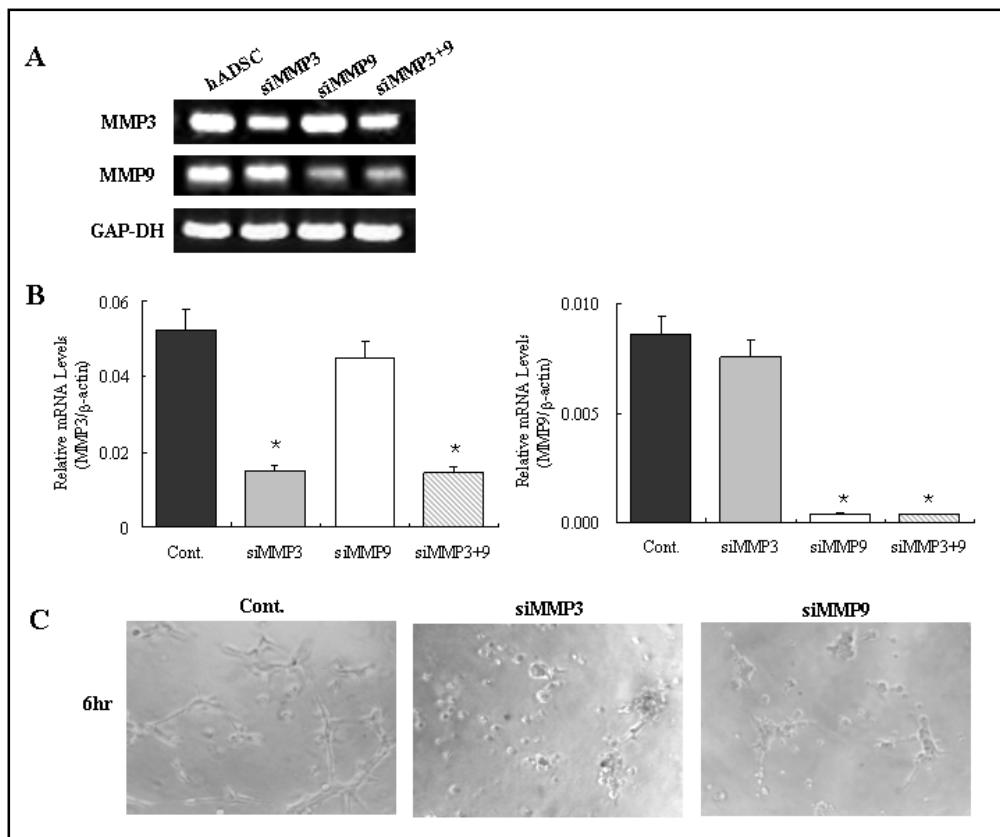 A
hADSC siMMP3 siMMP9 siMMP3+9
MMP3
MMP9
GAP-DH
B
Relative mRNA Levels
(MMP3/β-actin)
0.06
0.04
0.02
0
*
*
Cont. siMMP3 siMMP9 siMMP3+9
Relative mRNA Levels
(MMP9/β-actin)
0.010
0.005
0.000
*
*
Cont. siMMP3 siMMP9 siMMP3+9
C
Cont. siMMP3 siMMP9
6hr